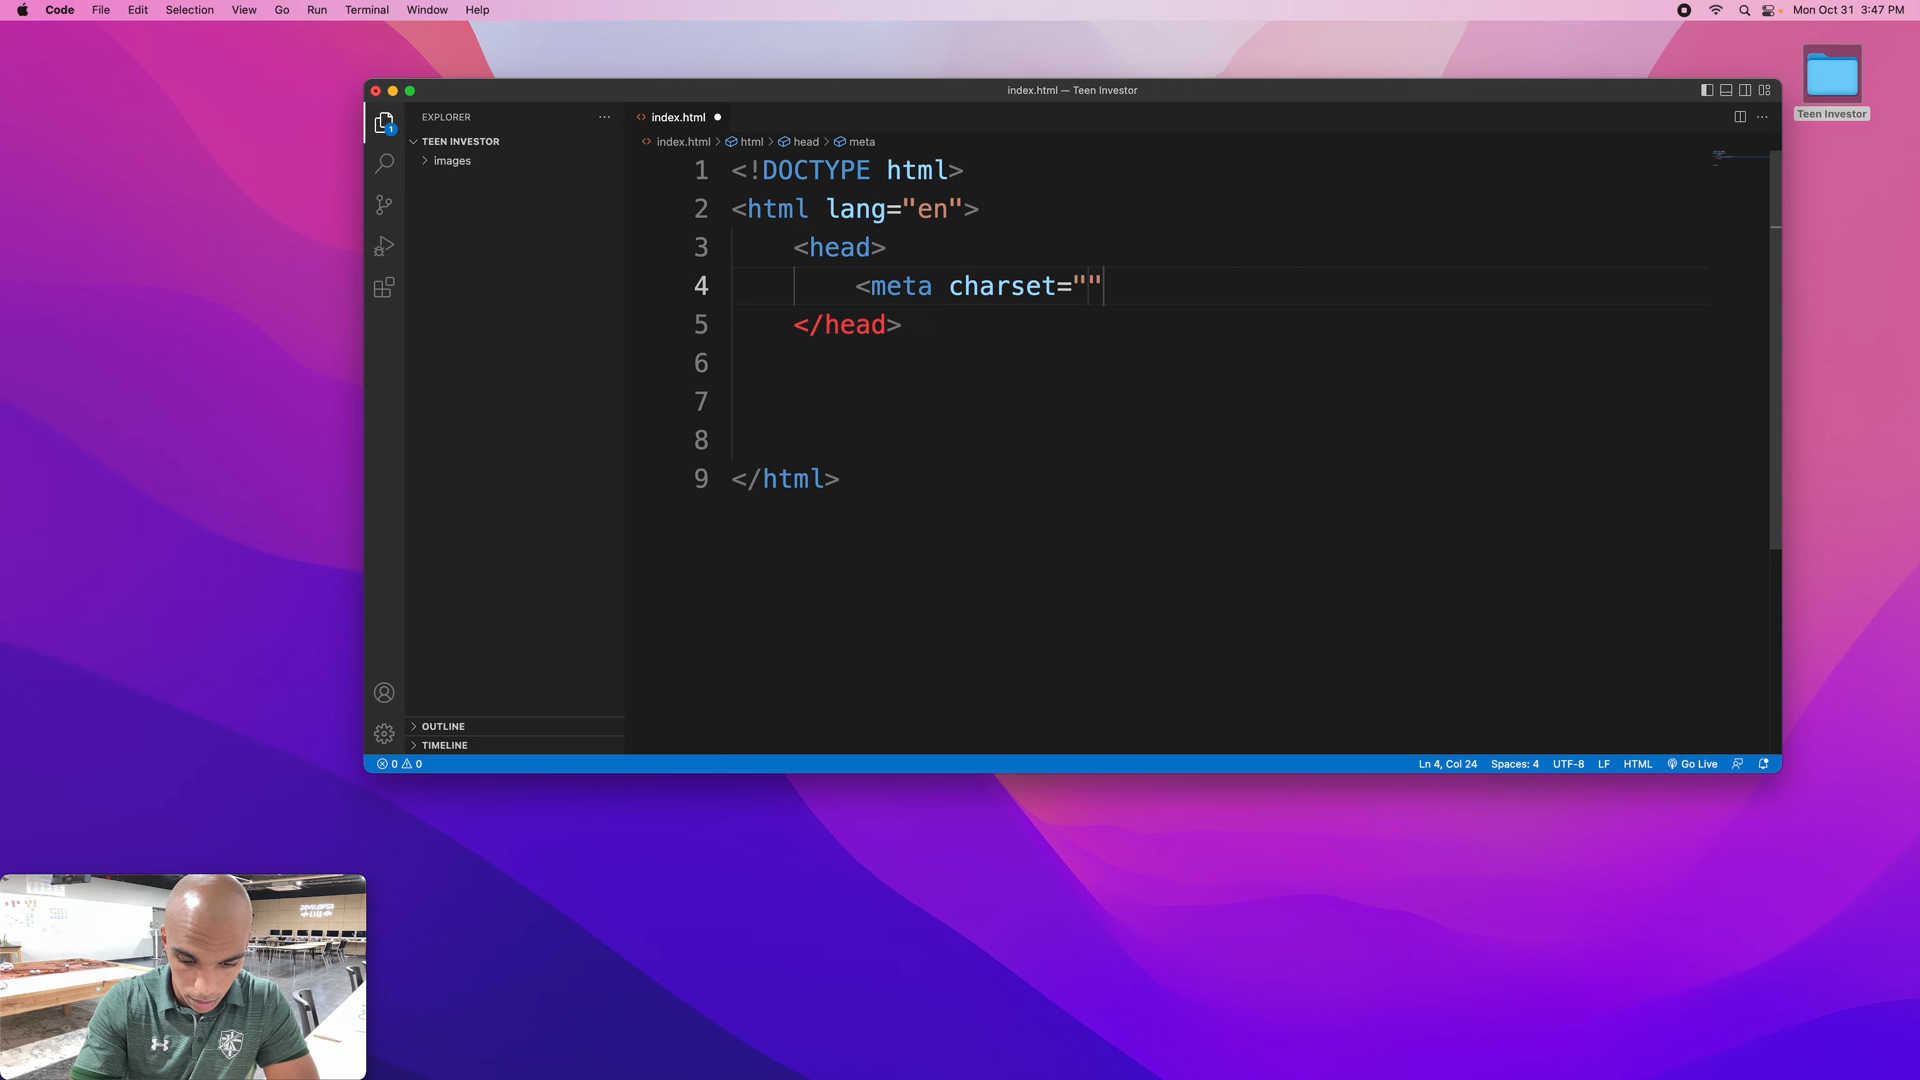 Code File Edit Selection View Go Run Terminal Window Help Mon Oct 31 3:47 PM
Teen Investor
index.html — Teen Investor
EXPLORER
TEEN INVESTOR
images
1
OUTLINE
TIMELINE
index.html
index.html html head meta
1 <!DOCTYPE html>
2 <html lang="en">
3 <head>
4 <meta charset=""
5 </head>
6
7
8
9 </html>
0 0 Ln 4, Col 24 Spaces: 4 UTF-8 LF HTML Go Live
DEVELOPER
</html>